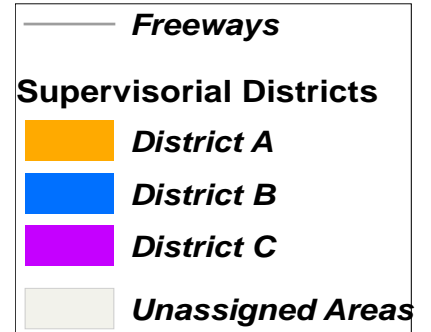 Freeways
Supervisorial Districts
District A
District B
District C
Unassigned Areas